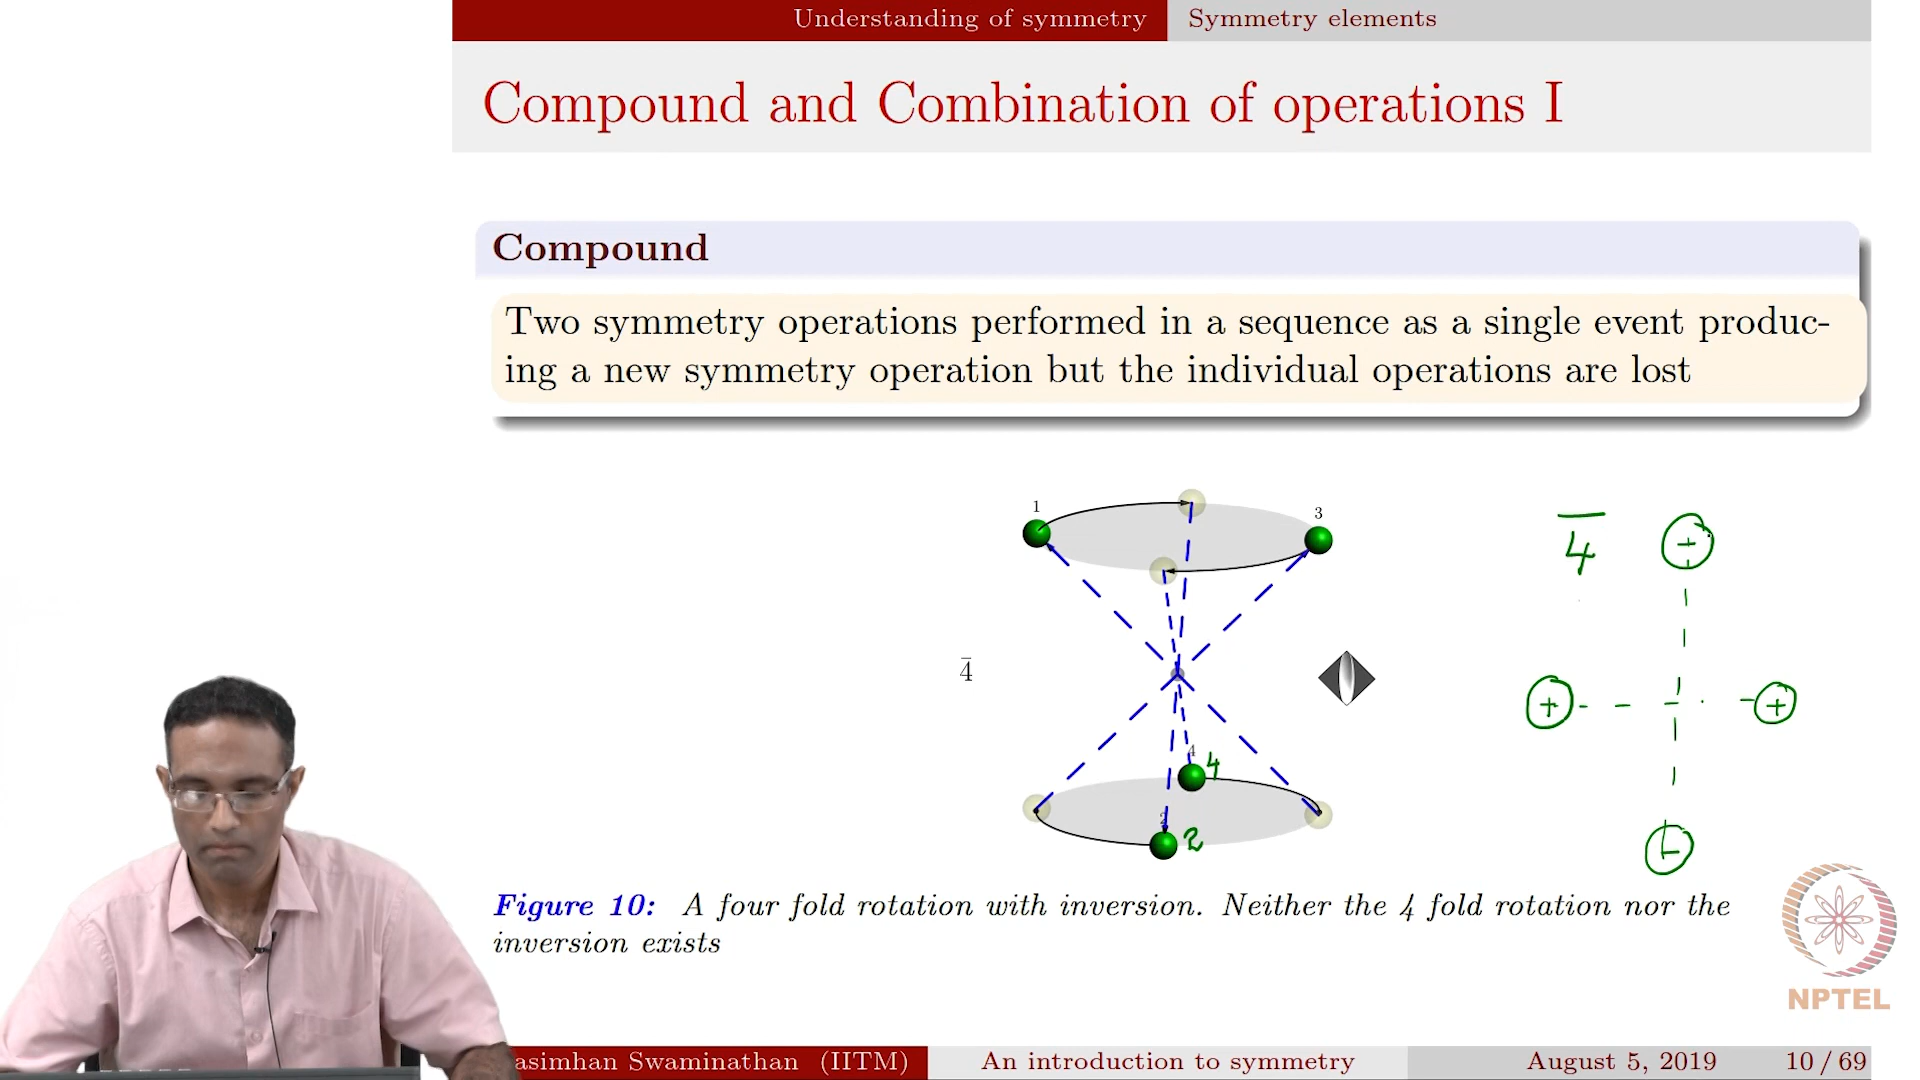 Understanding of symmetry Symmetry elements
Compound and Combination of operations I
Compound
Two symmetry operations performed in a sequence as a single event produc-
ing a new symmetry operation but the individual operations are lost
1
3
4̅
4
4
2
4̅
+
+
+
Figure 10: A four fold rotation with inversion. Neither the 4 fold rotation nor the
inversion exists
NPTEL
asimhan Swaminathan (IITM) An introduction to symmetry August 5, 2019 10 / 69